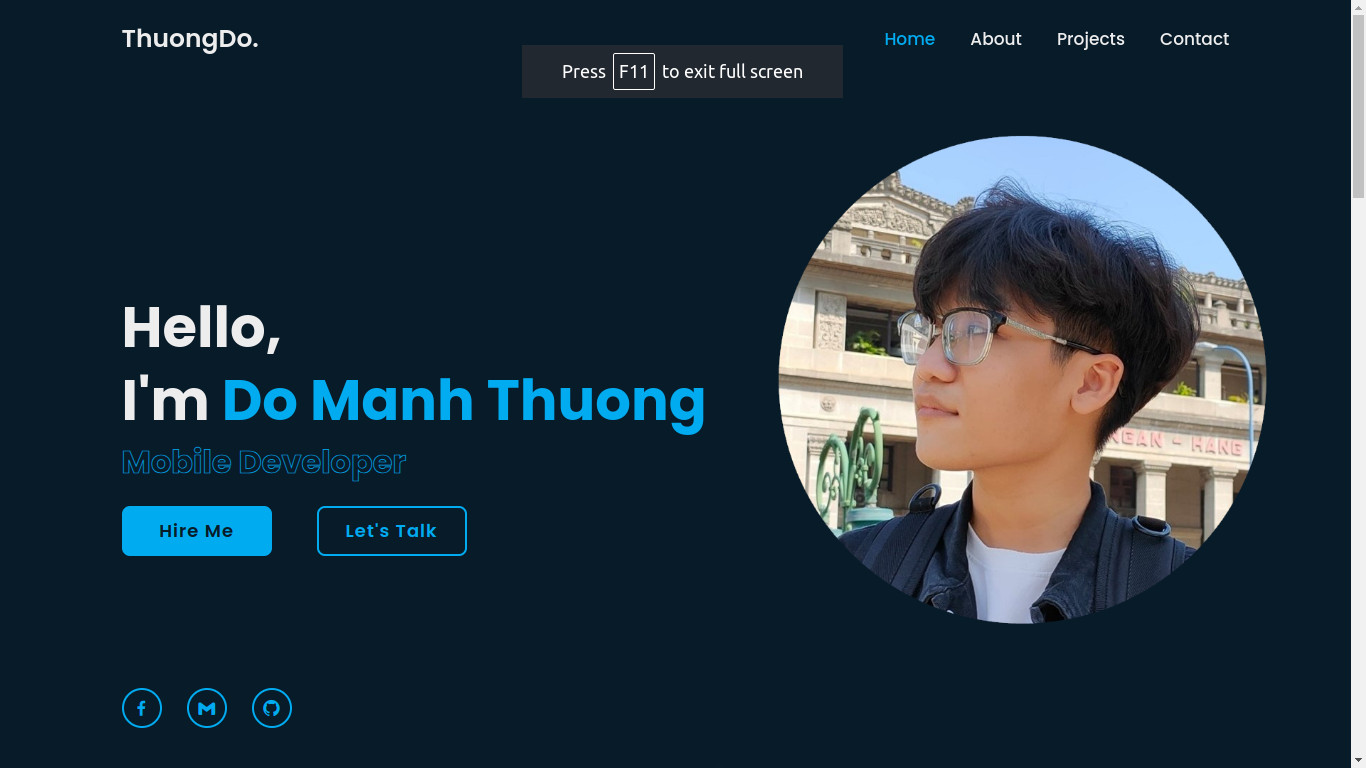 ThuongDo.
Home About Projects Contact
Press F11 to exit full screen
Hello,
I'm Do Manh Thuong
Mobile Developer
Hire Me Let's Talk
NGAN - HANG